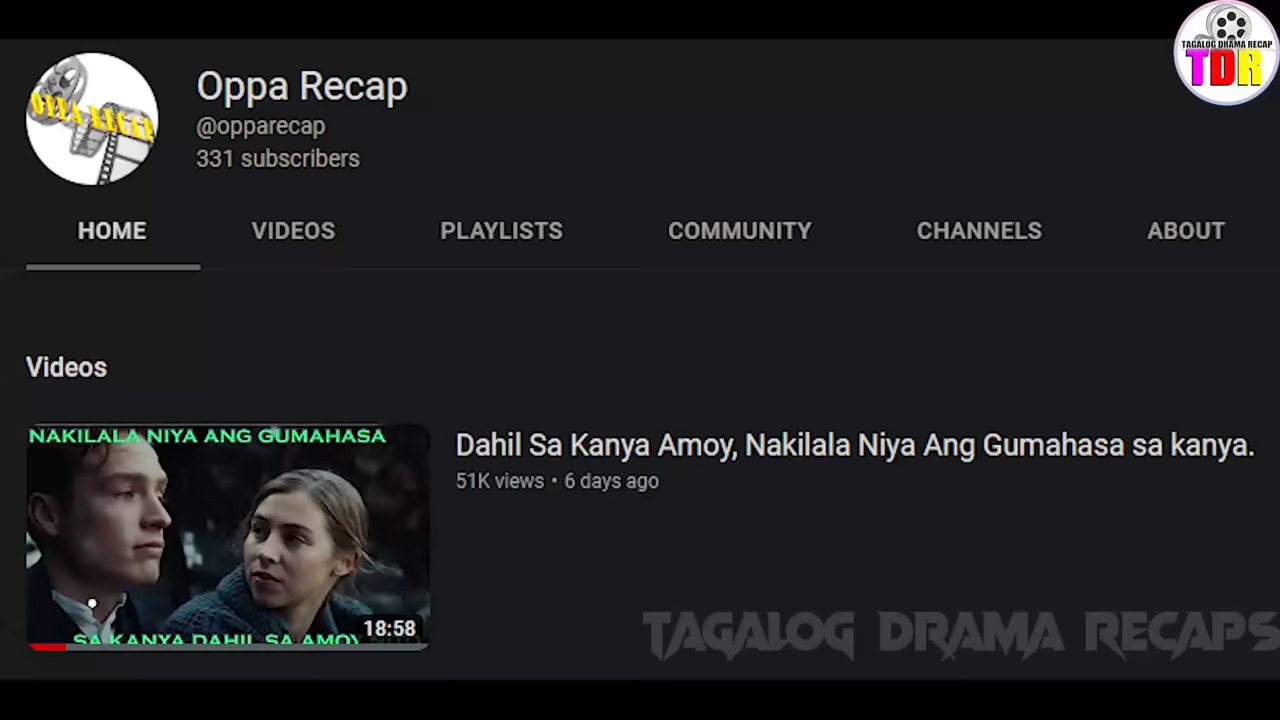 TAGALOG DRAMA RECAP
TDR
OPPA RECAP
Oppa Recap
@opparecap
331 subscribers
HOME
VIDEOS
PLAYLISTS
COMMUNITY
CHANNELS
ABOUT
Videos
NAKILALA NIYA ANG GUMAHASA
SA KANYA DAHIL SA AMOY
18:58
Dahil Sa Kanya Amoy, Nakilala Niya Ang Gumahasa sa kanya.
51K views • 6 days ago
TAGALOG DRAMA RECAPS